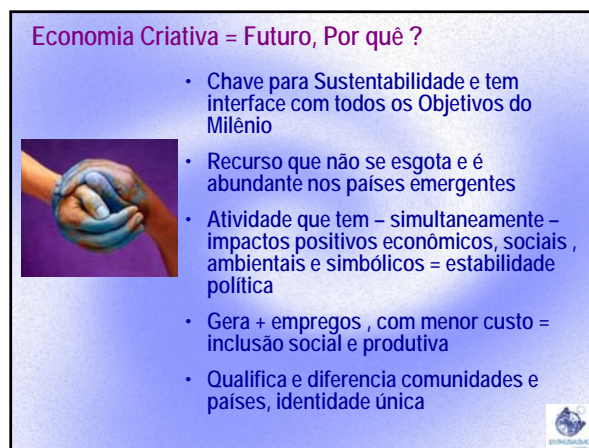 Economia Criativa = Futuro, Por quê ?
• Chave para Sustentabilidade e tem
interface com todos os Objetivos do
Milênio
• Recurso que não se esgota e é
abundante nos países emergentes
• Atividade que tem – simultaneamente –
impactos positivos econômicos, sociais ,
ambientais e simbólicos = estabilidade
política
• Gera + empregos , com menor custo =
inclusão social e produtiva
• Qualifica e diferencia comunidades e
países, identidade única